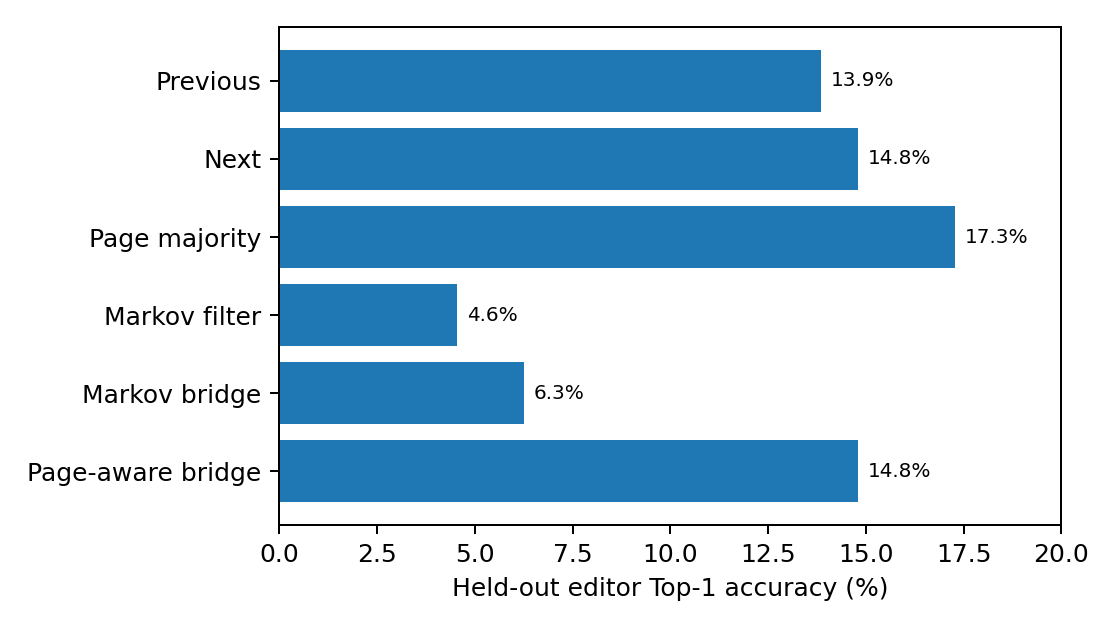 Previous
13.9%
Next
14.8%
Page majority
17.3%
Markov filter
4.6%
Markov bridge
6.3%
Page-aware bridge
14.8%
0.0 2.5 5.0 7.5 10.0 12.5 15.0 17.5 20.0
Held-out editor Top-1 accuracy (%)